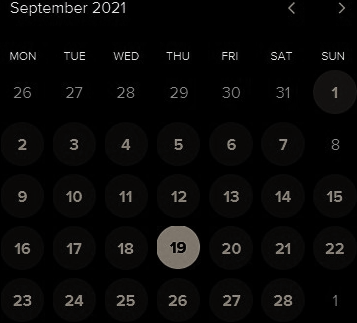 September 2021
MON TUE WED THU FRI SAT SUN
26 27 28 29 30 31 1
2 3 4 5 6 7 8
9 10 11 12 13 14 15
16 17 18 19 20 21 22
23 24 25 26 27 28 1